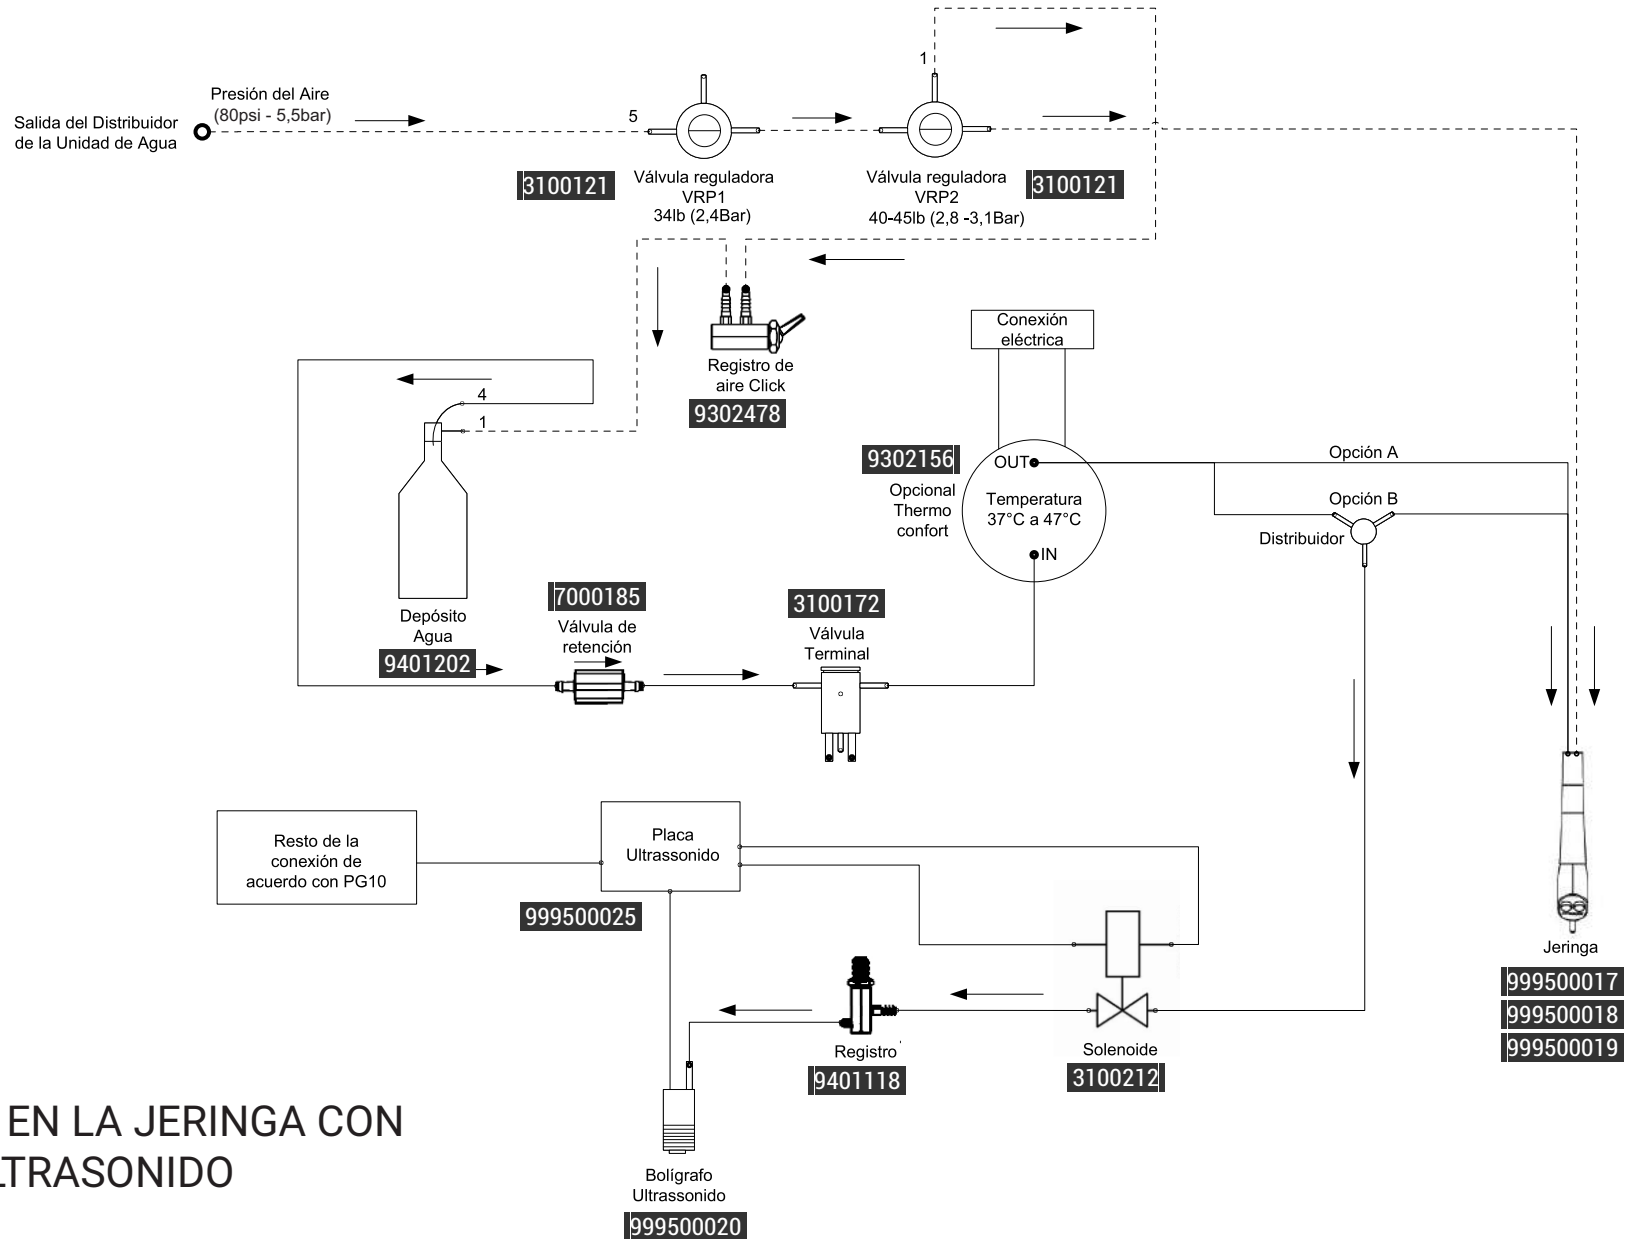 Presión del Aire
(80psi - 5,5bar)
Salida del Distribuidor
de la Unidad de Agua
5
1
3100121
Válvula reguladora
VRP1
34lb (2,4Bar)
Válvula reguladora
VRP2
40-45lb (2,8 -3,1Bar)
3100121
Registro de
aire Click
9302478
4
1
Depósito
Agua
9401202
7000185
Válvula de
retención
3100172
Válvula
Terminal
Conexión
eléctrica
9302156
Opcional
Thermo
confort
OUT
Temperatura
37°C a 47°C
IN
Opción A
Opción B
Distribuidor
Resto de la
conexión de
acuerdo con PG10
Placa
Ultrassonido
999500025
Registro
9401118
Solenoide
3100212
Jeringa
999500017
999500018
999500019
Bolígrafo
Ultrassonido
999500020
EN LA JERINGA CON
LTRASONIDO